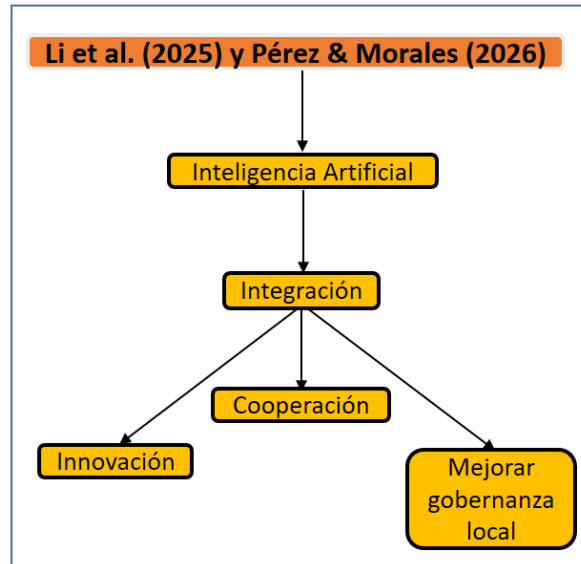 Li et al. (2025) y Pérez & Morales (2026)
Inteligencia Artificial
Integración
Cooperación
Innovación
Mejorar
gobernanza
local